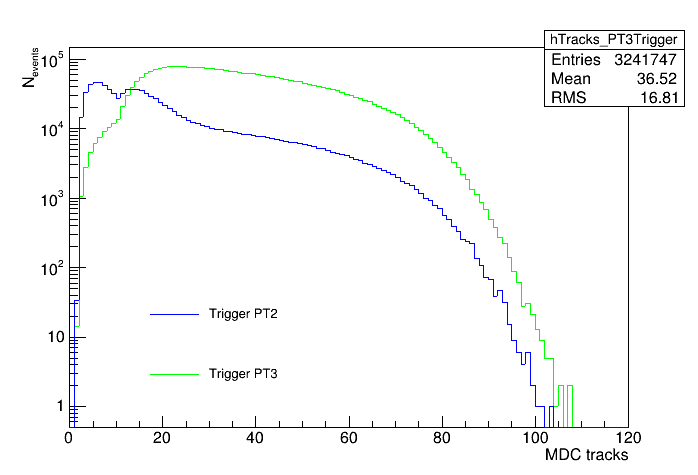 hTracks_PT3Trigger
Entries 3241747
Mean 36.52
RMS 16.81
N_events
10^5
10^4
10^3
10^2
10
1
Trigger PT2
Trigger PT3
0 20 40 60 80 100 120
MDC tracks